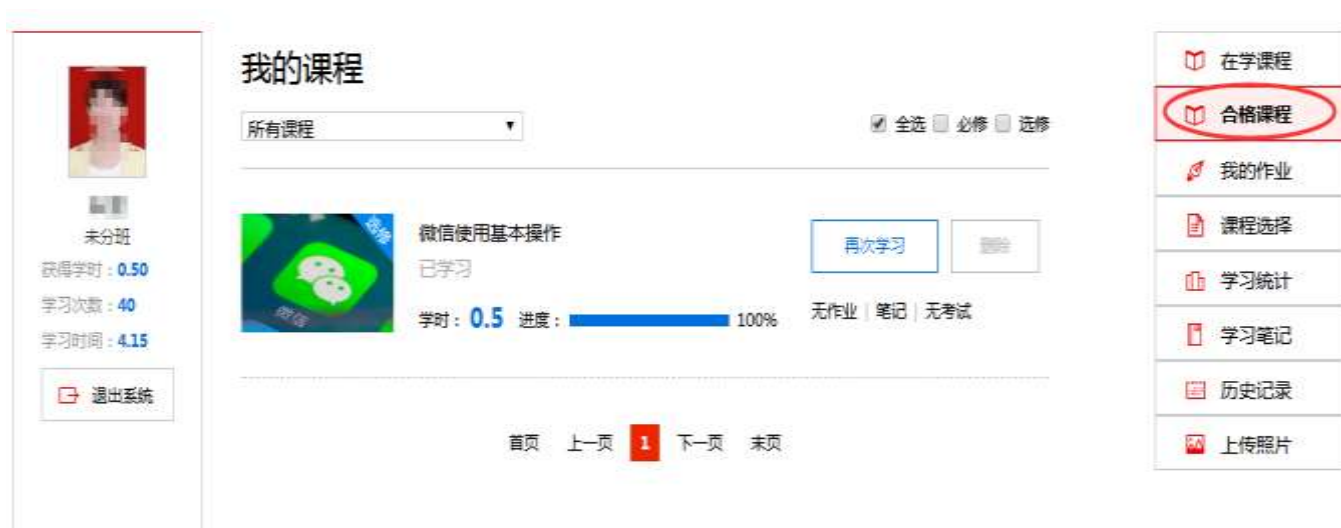 我的课程
所有课程
全选 必修 选修
未分班
获得学时：0.50
学习次数：40
学习时间：4.15
退出系统
选修
微信
微信使用基本操作
已学习
学时：0.5 进度： 100%
再次学习 删除
无作业 | 笔记 | 无考试
首页 上一页 1 下一页 末页
在学课程
合格课程
我的作业
课程选择
学习统计
学习笔记
历史记录
上传照片